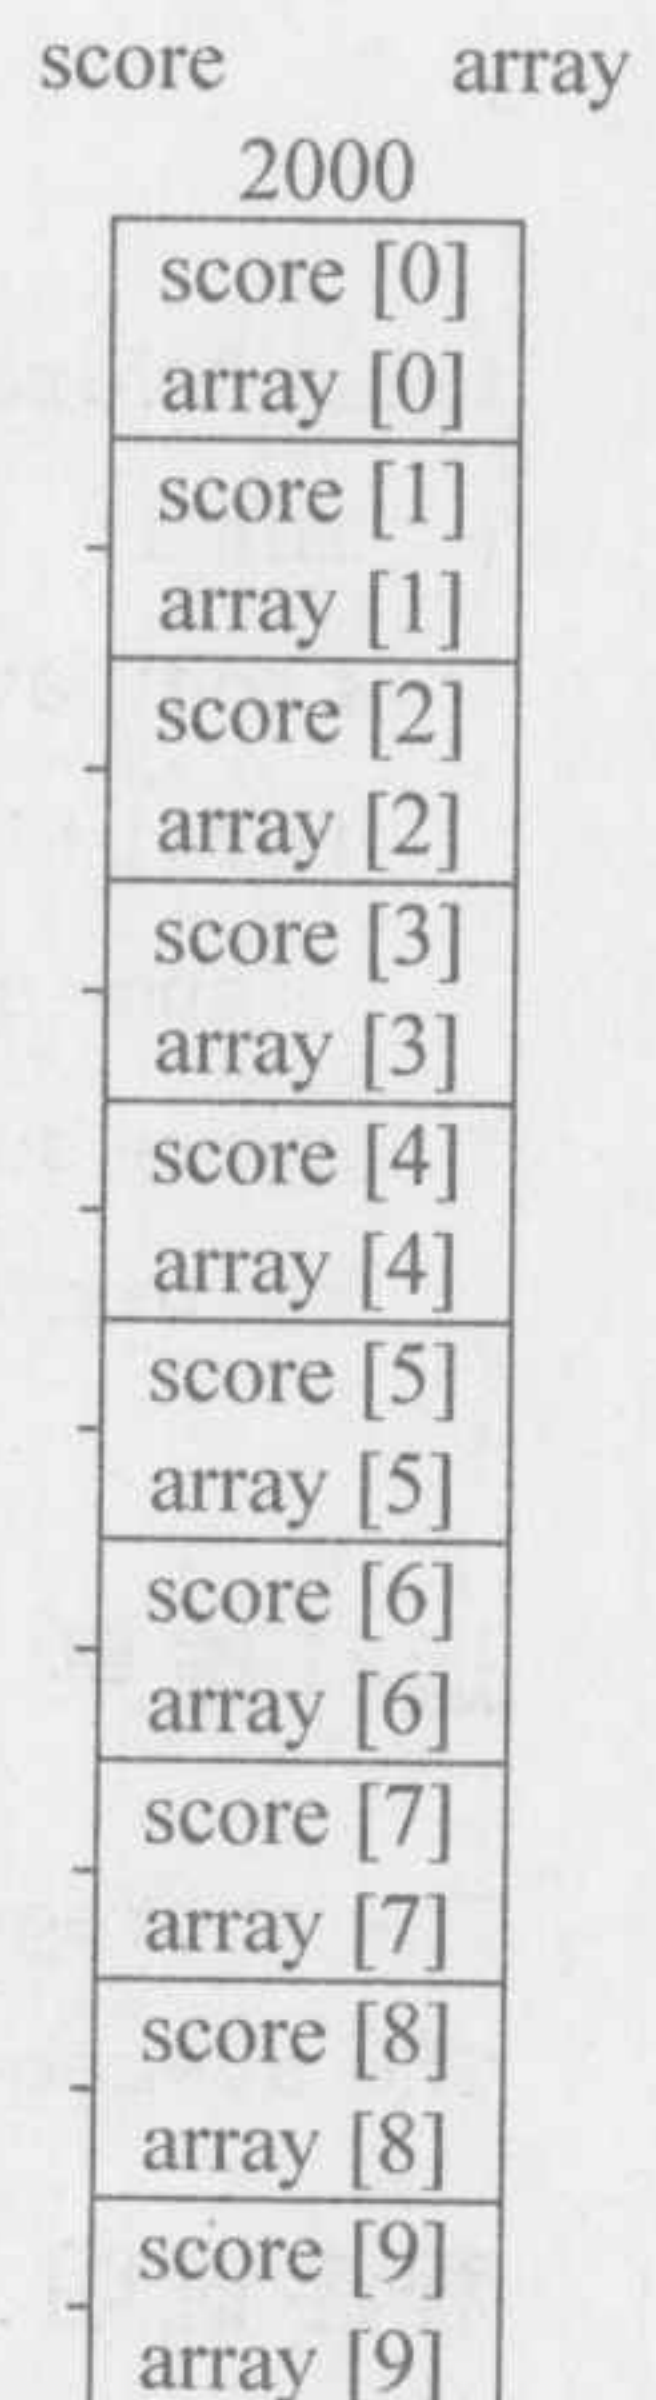 score array
2000
score [0]
array [0]
score [1]
array [1]
score [2]
array [2]
score [3]
array [3]
score [4]
array [4]
score [5]
array [5]
score [6]
array [6]
score [7]
array [7]
score [8]
array [8]
score [9]
array [9]